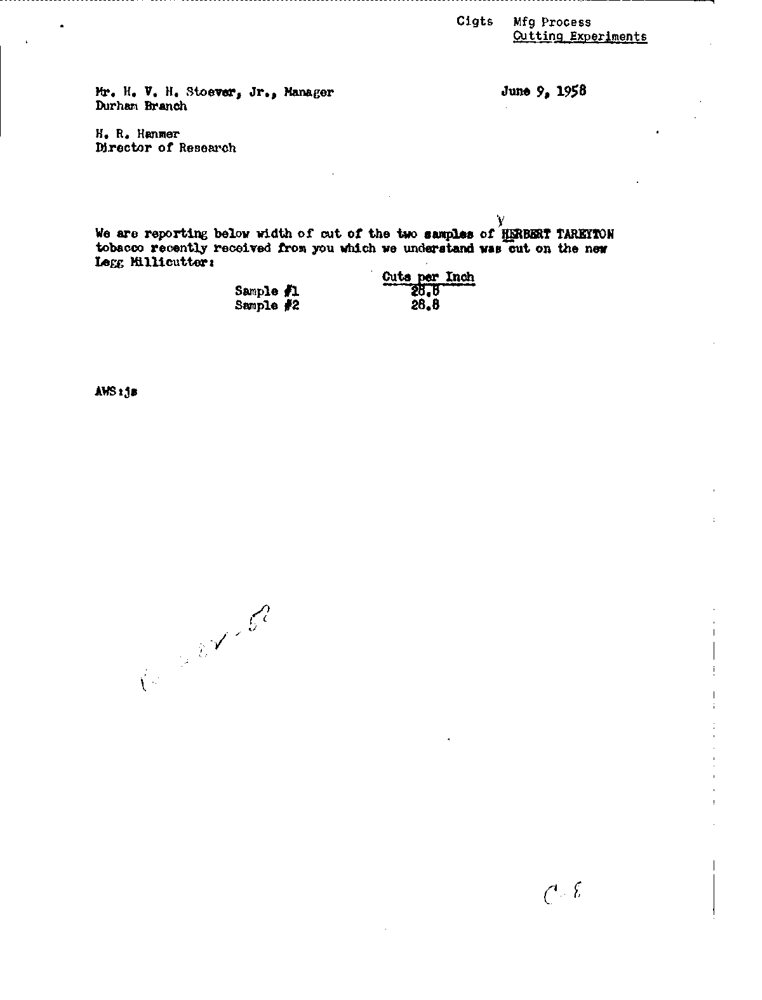 Cigts Mfg Process
Cutting Experiments
Mr. H. V. H. Stoever, Jr., Manager June 9, 1958
Durham Branch
H. R. Hanmer
Director of Research
We are reporting below width of cut of the two samples of HERBERT TAREYTON
tobacco recently received from you which we understand was cut on the new
Legg Millicutter:
Cuts per Inch
Sample #1 28.8
Sample #2 28.8
AWS:js